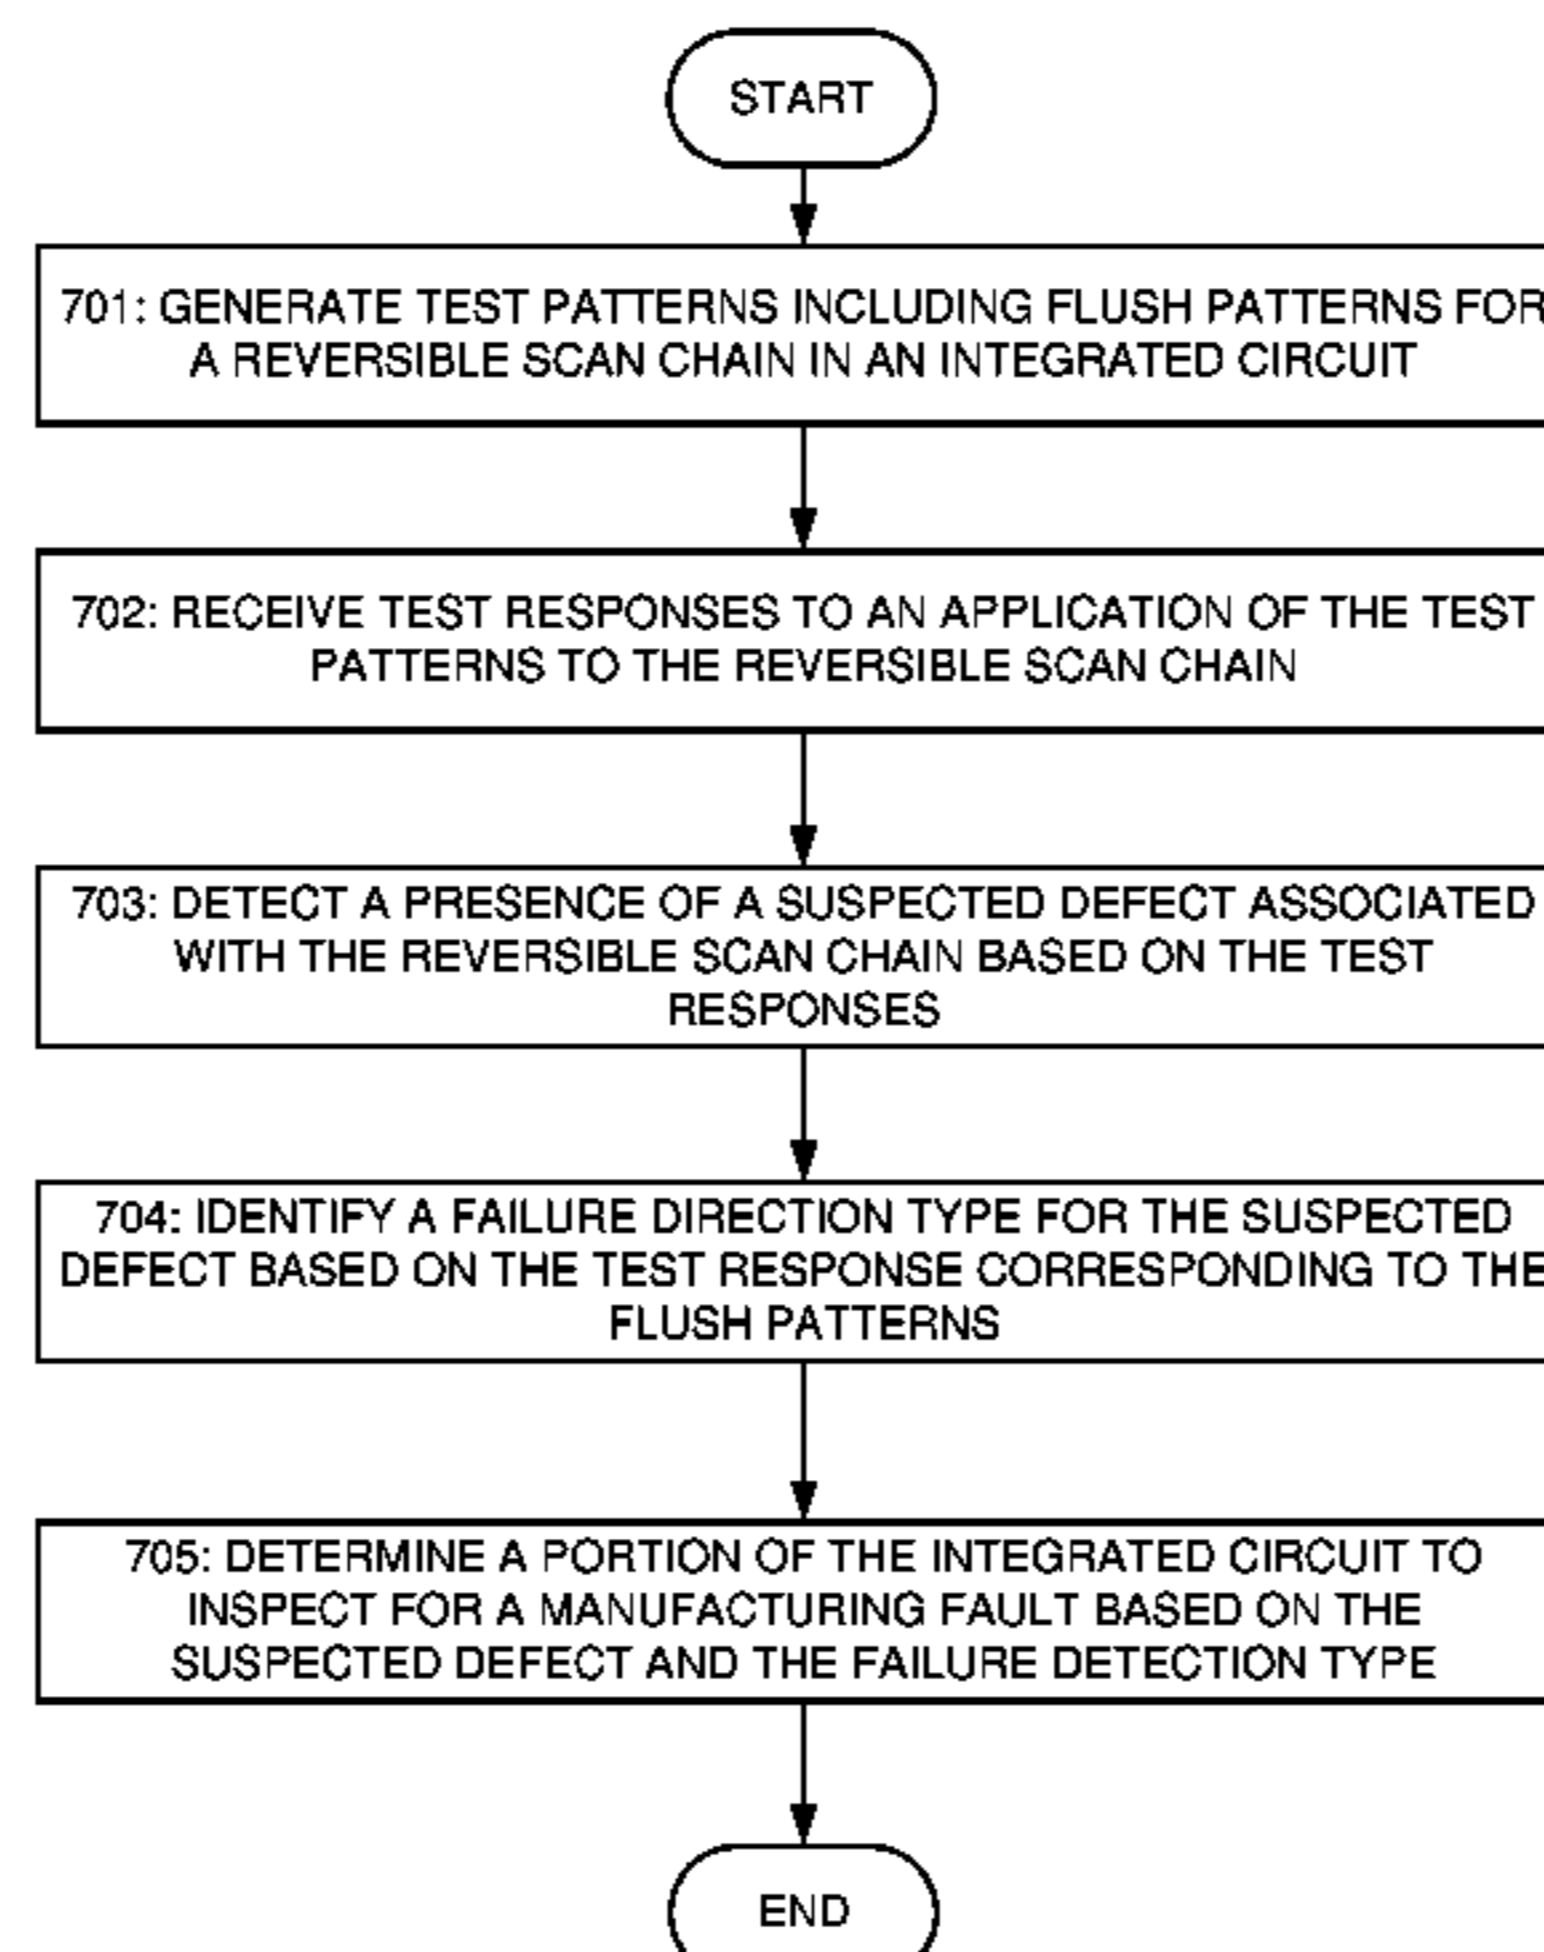 START
701: GENERATE TEST PATTERNS INCLUDING FLUSH PATTERNS FOR
A REVERSIBLE SCAN CHAIN IN AN INTEGRATED CIRCUIT
702: RECEIVE TEST RESPONSES TO AN APPLICATION OF THE TEST
PATTERNS TO THE REVERSIBLE SCAN CHAIN
703: DETECT A PRESENCE OF A SUSPECTED DEFECT ASSOCIATED
WITH THE REVERSIBLE SCAN CHAIN BASED ON THE TEST
RESPONSES
704: IDENTIFY A FAILURE DIRECTION TYPE FOR THE SUSPECTED
DEFECT BASED ON THE TEST RESPONSE CORRESPONDING TO THE
FLUSH PATTERNS
705: DETERMINE A PORTION OF THE INTEGRATED CIRCUIT TO
INSPECT FOR A MANUFACTURING FAULT BASED ON THE
SUSPECTED DEFECT AND THE FAILURE DETECTION TYPE
END